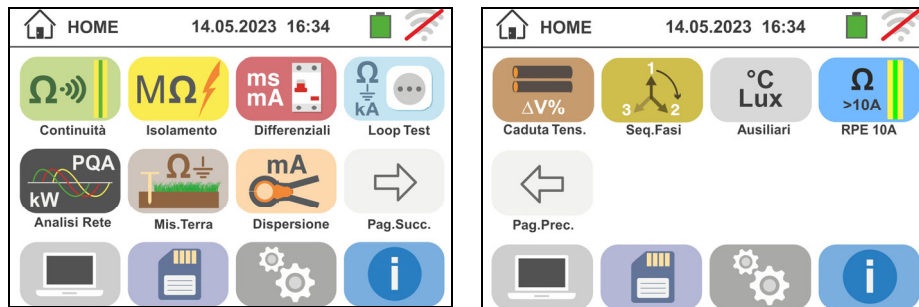 HOME 14.05.2023 16:34
Ω
MΩ
ms
mA
Ω
kA
Continuità Isolamento Differenziali Loop Test
PQA
kW
Ω
mA
Analisi Rete Mis.Terra Dispersione Pag.Succ.
i
HOME 14.05.2023 16:34
ΔV%
1
3 2
°C
Lux
Ω
>10A
Caduta Tens. Seq.Fasi Ausiliari RPE 10A
Pag.Prec.
i